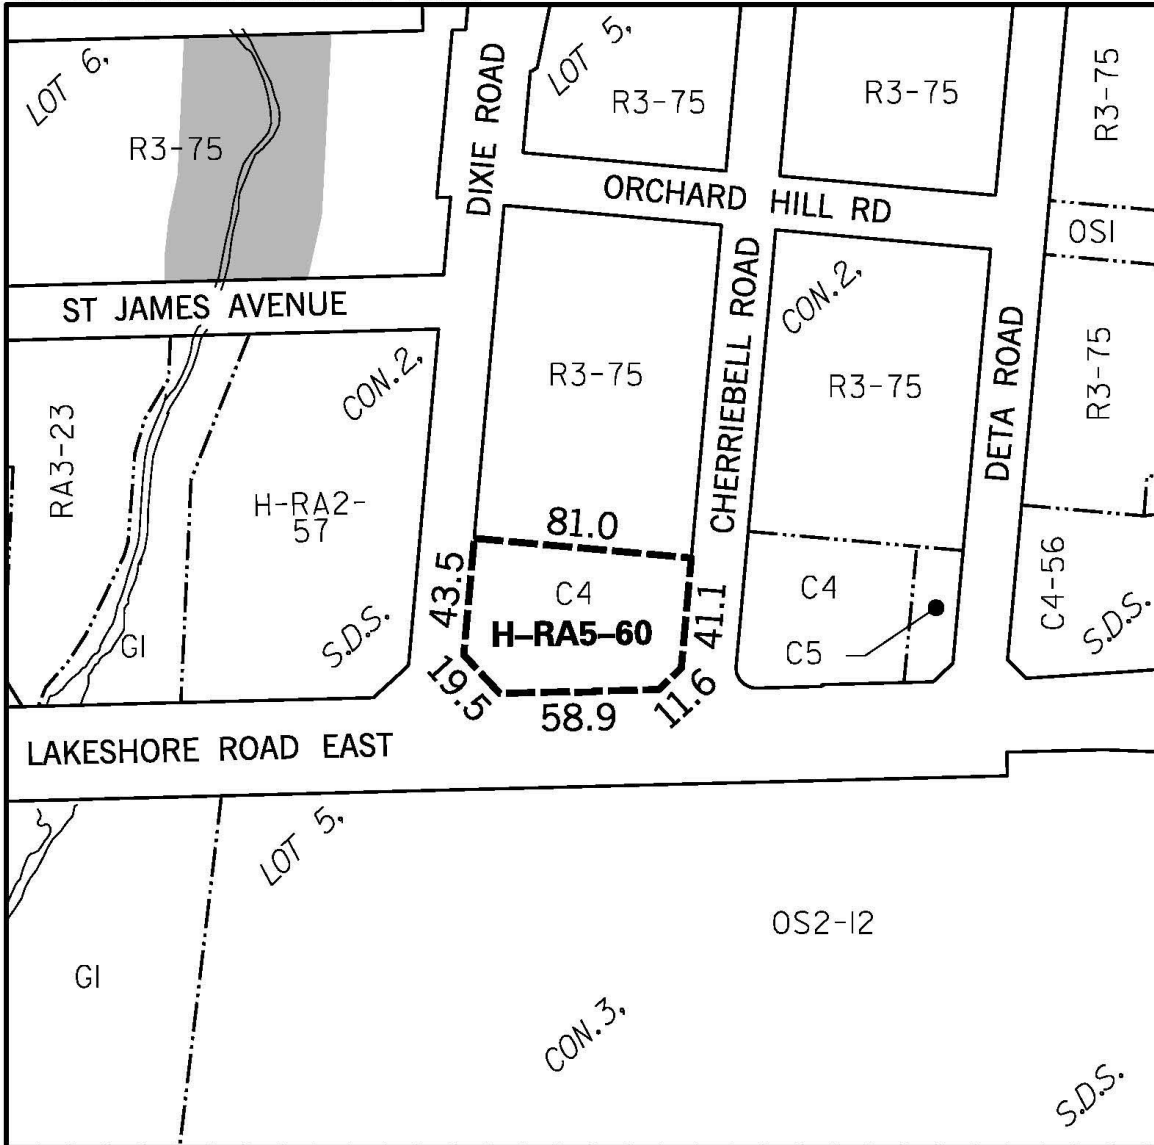 LOT 6,
R3-75
DIXIE ROAD
LOT 5,
R3-75
R3-75
R3-75
ORCHARD HILL RD
OS1
ST JAMES AVENUE
CON.2,
RA3-23
H-RA2-
57
G1
S.D.S.
R3-75
CHERRIEBELL ROAD
CON.2,
R3-75
DETA ROAD
R3-75
81.0
43.5
C4
H-RA5-60
41.1
19.5
58.9
11.6
C4
C5
C4-56
S.D.S.
LAKESHORE ROAD EAST
LOT 5,
G1
OS2-12
CON.3,
S.D.S.